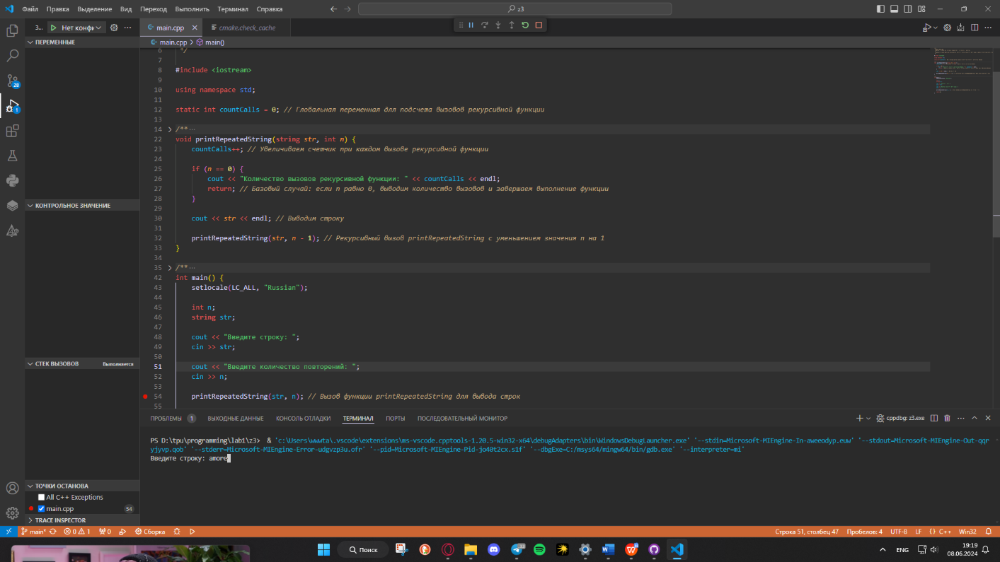 Файл Правка Выделение Вид Переход Выполнить Терминал Справка
z3
З... Нет конфи
main.cpp
cmake.check_cache
ПЕРЕМЕННЫЕ
main.cpp > main()
6 */
7
8 #include <iostream>
9
10 using namespace std;
11
12 static int countCalls = 0; // Глобальная переменная для подсчета вызовов рекурсивной функции
13
14 /** ...
22 void printRepeatedString(string str, int n) {
23 countCalls++; // Увеличиваем счетчик при каждом вызове рекурсивной функции
24
25 if (n == 0) {
26 cout << "Количество вызовов рекурсивной функции: " << countCalls << endl;
27 return; // Базовый случай: если n равно 0, выводим количество вызовов и завершаем выполнение функции
28 }
29
30 cout << str << endl; // Выводим строку
31
32 printRepeatedString(str, n - 1); // Рекурсивный вызов printRepeatedString с уменьшением значения n на 1
33 }
34
35 /** ...
42 int main() {
43 setlocale(LC_ALL, "Russian");
44
45 int n;
46 string str;
47
48 cout << "Введите строку: ";
49 cin >> str;
50
51 cout << "Введите количество повторений: ";
52 cin >> n;
53
54 printRepeatedString(str, n); // Вызов функции printRepeatedString для вывода строк
55
28
1
КОНТРОЛЬНОЕ ЗНАЧЕНИЕ
СТЕК ВЫЗОВОВ Выполняется
ТОЧКИ ОСТАНОВА
All C++ Exceptions
main.cpp 54
TRACE INSPECTOR
ПРОБЛЕМЫ 1 ВЫХОДНЫЕ ДАННЫЕ КОНСОЛЬ ОТЛАДКИ ТЕРМИНАЛ ПОРТЫ ПОСЛЕДОВАТЕЛЬНЫЙ МОНИТОР
cppdbg: z3.exe
PS D:\tpu\programming\lab1\z3> & 'c:\Users\wwwta\.vscode\extensions\ms-vscode.cpptools-1.20.5-win32-x64\debugAdapters\bin\WindowsDebugLauncher.exe' '--stdin=Microsoft-MIEngine-In-aweeodyp.euw' '--stdout=Microsoft-MIEngine-Out-qqr
yjyvp.qob' '--stderr=Microsoft-MIEngine-Error-udgvzp3u.ofr' '--pid=Microsoft-MIEngine-Pid-jo40t2cx.s1f' '--dbgExe=C:/msys64/mingw64/bin/gdb.exe' '--interpreter=mi'
Введите строку: amore
main* 0 1 0 Сборка
Строка 51, столбец 47 Пробелов: 4 UTF-8 LF {} C++ Win32
Поиск
ENG
19:19
08.06.2024